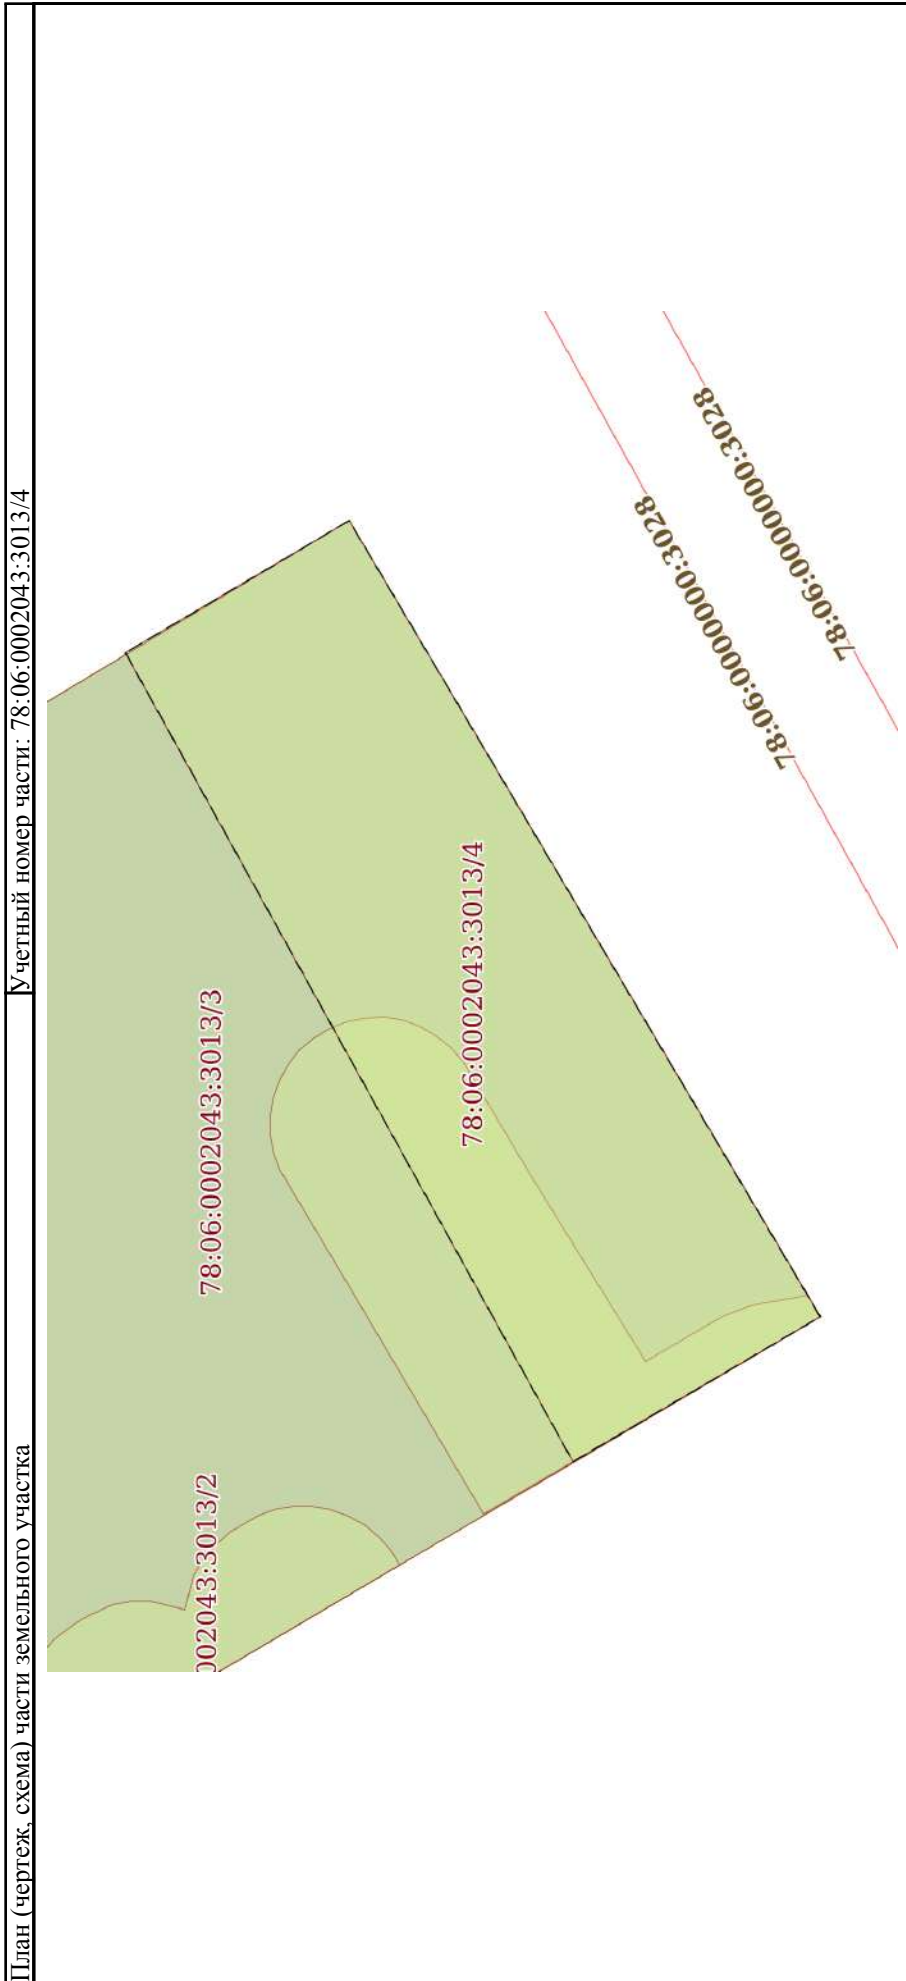 План (чертеж, схема) части земельного участка
Учетный номер части: 78:06:0002043:3013/4
002043:3013/2
78:06:0002043:3013/3
78:06:0002043:3013/4
78:06:0000000:3028
78:06:0000000:3028